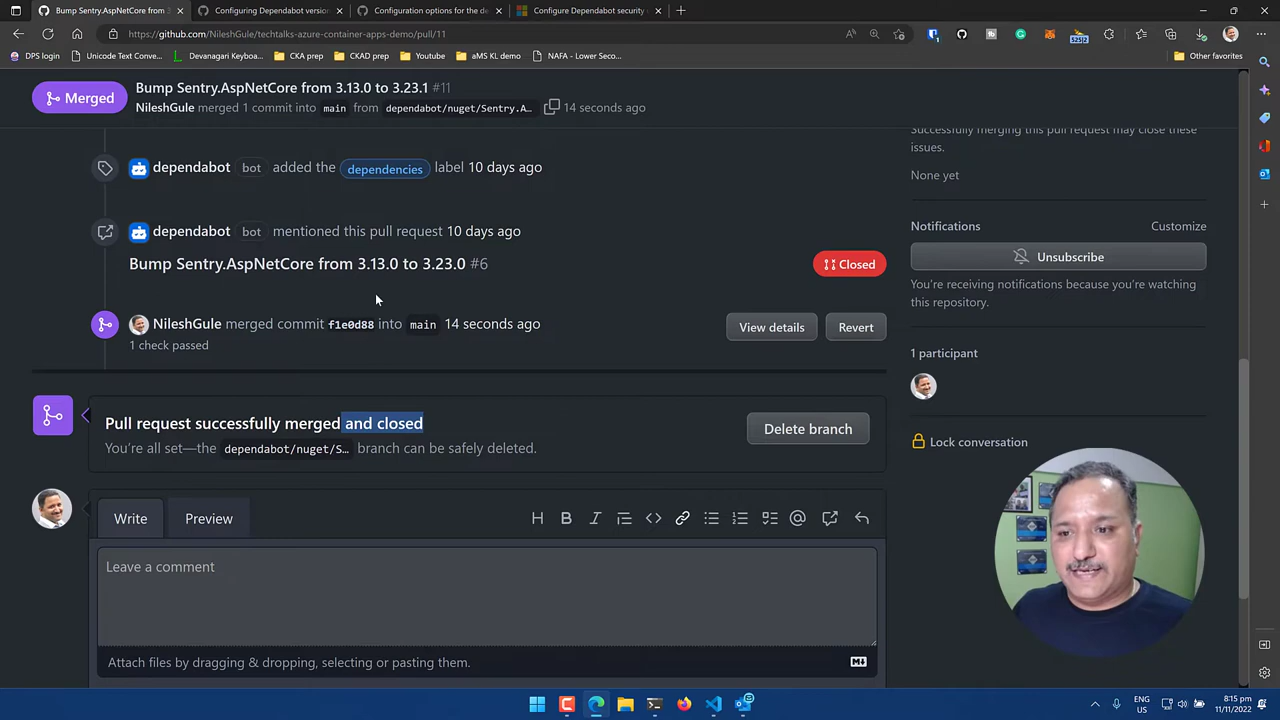 Bump Sentry.AspNetCore from 3
Configuring Dependabot version
Configuration options for the de
Configure Dependabot security
https://github.com/NileshGule/techtalks-azure-container-apps-demo/pull/11
DPS login
Unicode Text Conve...
Devanagari Keyboa...
CKA prep
CKAD prep
Youtube
aMS KL demo
NAFA - Lower Seco...
Other favorites
Merged
Bump Sentry.AspNetCore from 3.13.0 to 3.23.1 #11
NileshGule merged 1 commit into main from dependabot/nuget/Sentry.A… 14 seconds ago
Successfully merging this pull request may close these
issues.
None yet
dependabot bot added the dependencies label 10 days ago
dependabot bot mentioned this pull request 10 days ago
Bump Sentry.AspNetCore from 3.13.0 to 3.23.0 #6
Closed
NileshGule merged commit f1e0d88 into main 14 seconds ago
1 check passed
View details
Revert
Notifications
Customize
Unsubscribe
You're receiving notifications because you're watching
this repository.
1 participant
Lock conversation
Pull request successfully merged and closed
You're all set—the dependabot/nuget/S… branch can be safely deleted.
Delete branch
Write
Preview
Leave a comment
Attach files by dragging & dropping, selecting or pasting them.
ENG
US
8:15 pm
11/11/2022